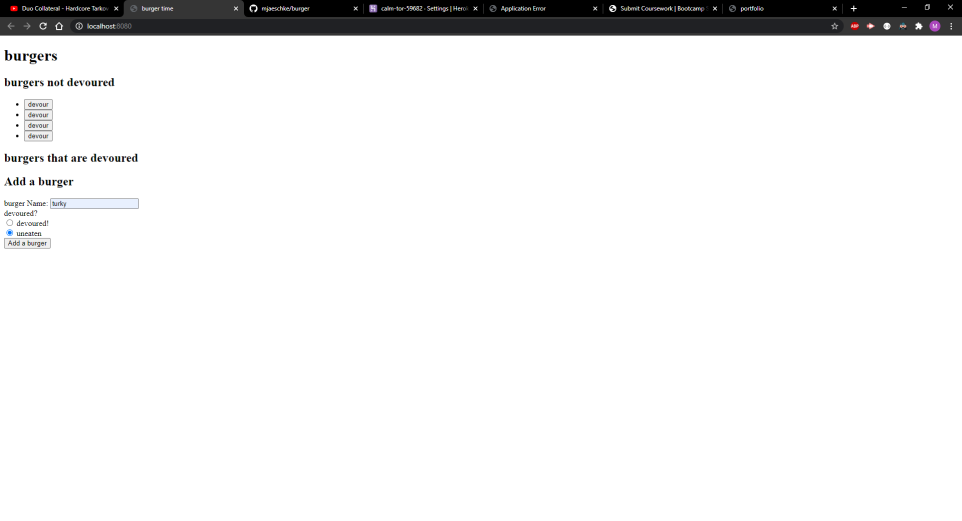 Duo Collateral - Hardcore Tarkov
burger time
mjaeschke/burger
calm-tor-59682 - Settings | Hero
Application Error
Submit Coursework | Bootcamp
portfolio
localhost:8080
ABP
M
burgers
burgers not devoured
devour
devour
devour
devour
burgers that are devoured
Add a burger
burger Name: turky
devoured?
devoured!
uneaten
Add a burger